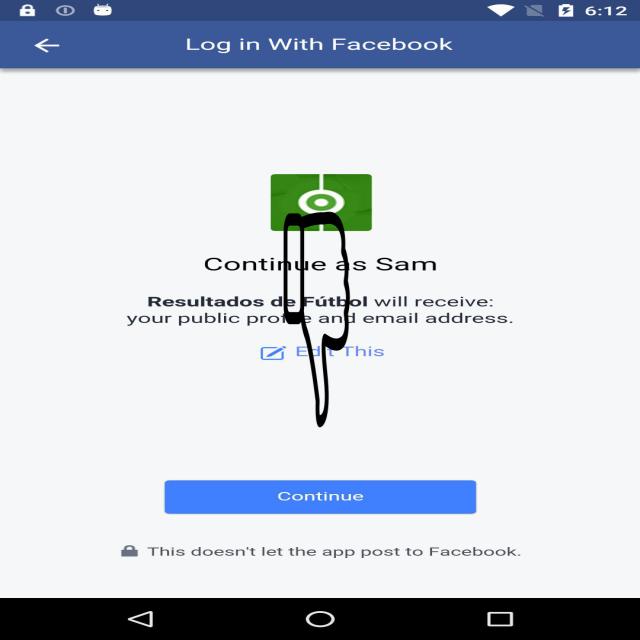 6:12
Log in With Facebook
Continue as Sam
Resultados de Fútbol will receive:
your public profile and email address.
Edit This
Continue
This doesn't let the app post to Facebook.